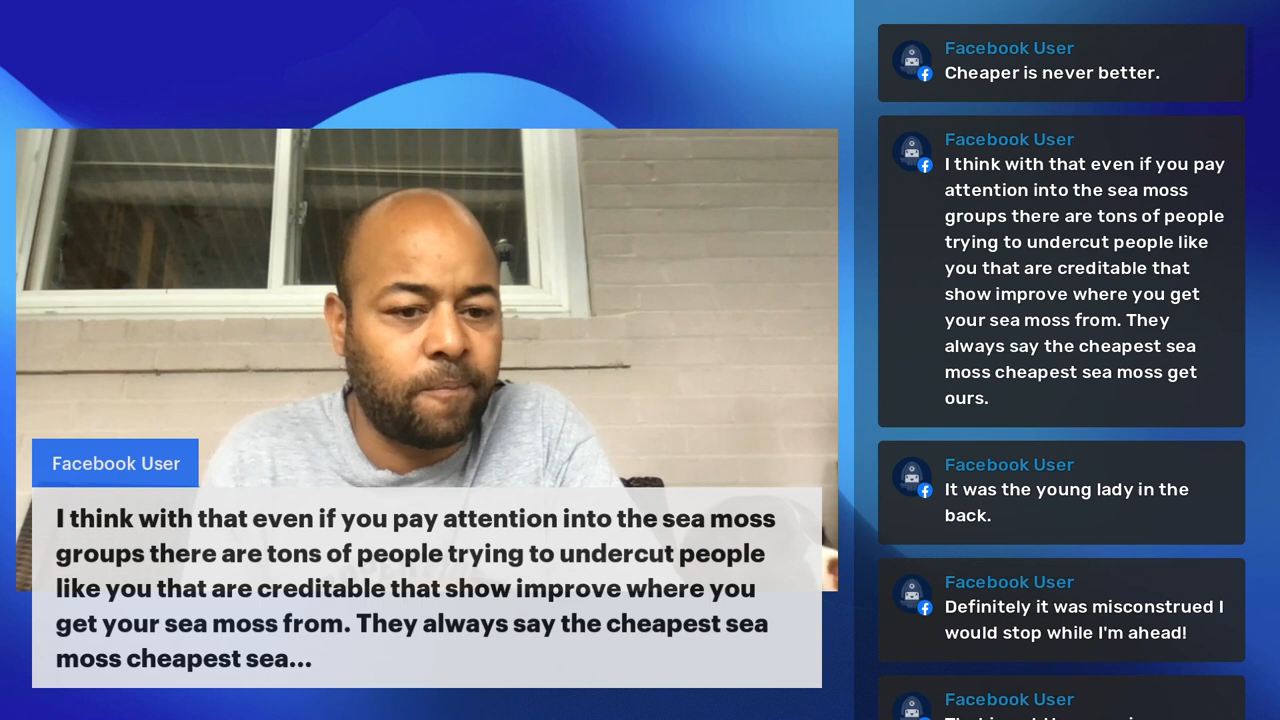 Facebook User
I think with that even if you pay attention into the sea moss
groups there are tons of people trying to undercut people
like you that are creditable that show improve where you
get your sea moss from. They always say the cheapest sea
moss cheapest sea...
Facebook User
Cheaper is never better.
Facebook User
I think with that even if you pay
attention into the sea moss
groups there are tons of people
trying to undercut people like
you that are creditable that
show improve where you get
your sea moss from. They
always say the cheapest sea
moss cheapest sea moss get
ours.
Facebook User
It was the young lady in the
back.
Facebook User
Definitely it was misconstrued I
would stop while I'm ahead!
Facebook User